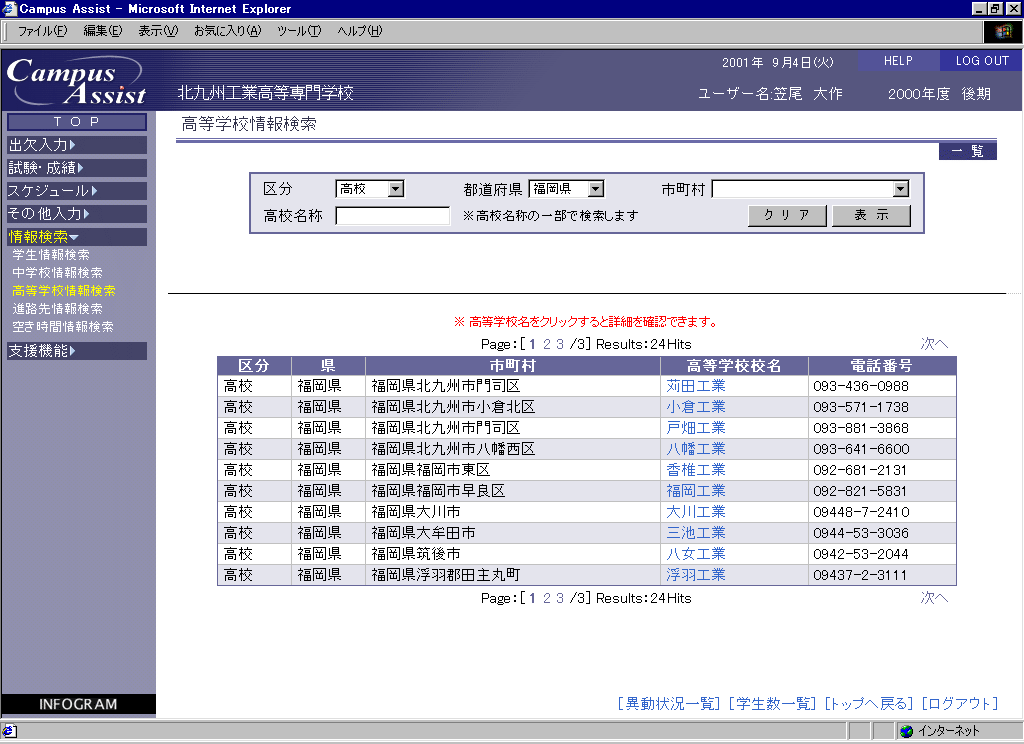 Campus Assist - Microsoft Internet Explorer
ファイル(F) 編集(E) 表示(V) お気に入り(A) ツール(T) ヘルプ(H)
Campus Assist
北九州工業高等専門学校
2001年 9月4日(火) HELP LOG OUT
ユーザー名:笠尾 大作 2000年度 後期
TOP
出欠入力
試験・成績
スケジュール
その他入力
情報検索
学生情報検索
中学校情報検索
高等学校情報検索
進路先情報検索
空き時間情報検索
支援機能
INFOGRAM
高等学校情報検索
一 覧
区分 高校 都道府県 福岡県 市町村
高校名称 ※高校名称の一部で検索します クリア 表示
※ 高等学校名をクリックすると詳細を確認できます。
Page:[ 1 2 3 /3] Results:24Hits 次へ
区分 県 市町村 高等学校校名 電話番号
高校 福岡県 福岡県北九州市門司区 苅田工業 093-436-0988
高校 福岡県 福岡県北九州市小倉北区 小倉工業 093-571-1738
高校 福岡県 福岡県北九州市門司区 戸畑工業 093-881-3868
高校 福岡県 福岡県北九州市八幡西区 八幡工業 093-641-6600
高校 福岡県 福岡県福岡市東区 香椎工業 092-681-2131
高校 福岡県 福岡県福岡市早良区 福岡工業 092-821-5831
高校 福岡県 福岡県大川市 大川工業 09448-7-2410
高校 福岡県 福岡県大牟田市 三池工業 0944-53-3036
高校 福岡県 福岡県筑後市 八女工業 0942-53-2044
高校 福岡県 福岡県浮羽郡田主丸町 浮羽工業 09437-2-3111
Page:[ 1 2 3 /3] Results:24Hits 次へ
[異動状況一覧] [学生数一覧] [トップへ戻る] [ログアウト]
インターネット